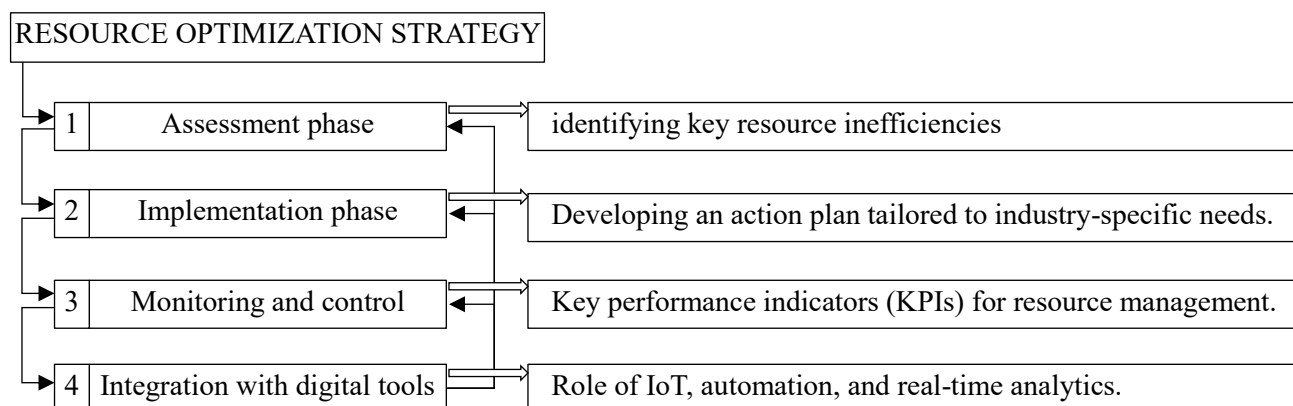 RESOURCE OPTIMIZATION STRATEGY
1 Assessment phase
identifying key resource inefficiencies
2 Implementation phase
Developing an action plan tailored to industry-specific needs.
3 Monitoring and control
Key performance indicators (KPIs) for resource management.
4 Integration with digital tools
Role of IoT, automation, and real-time analytics.